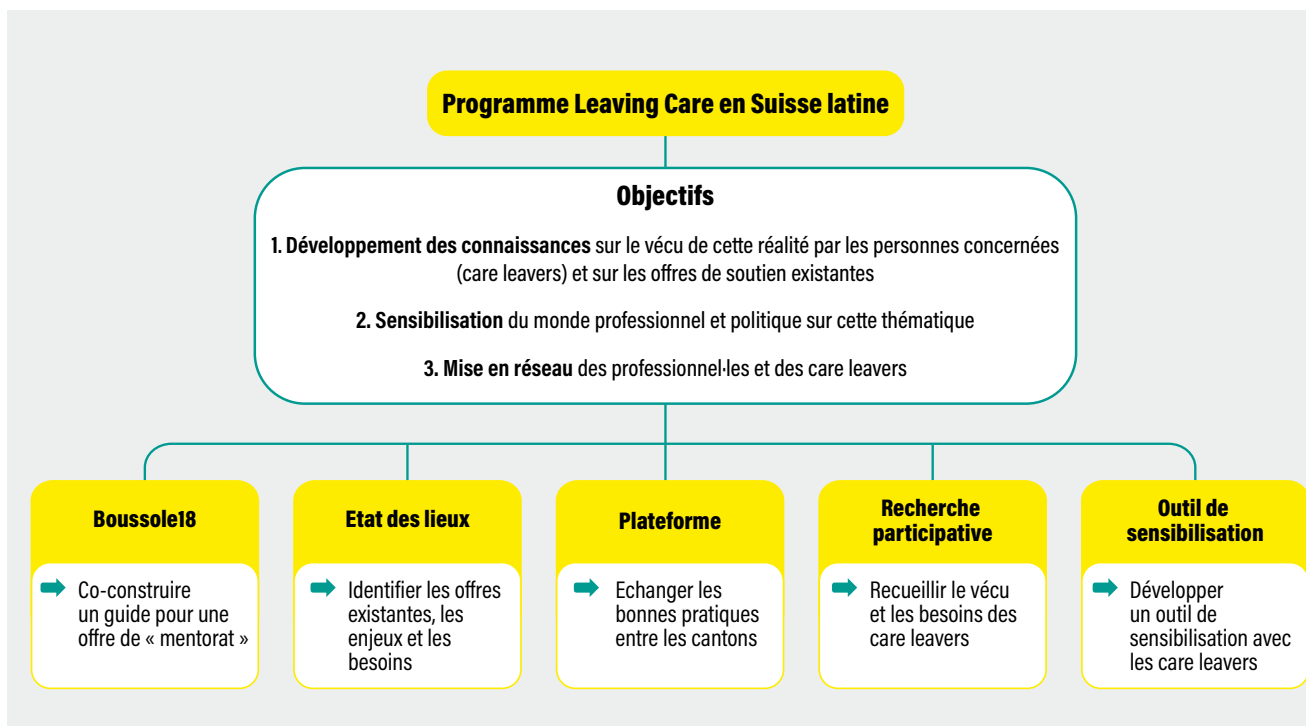 Programme Leaving Care en Suisse latine
Objectifs
1. Développement des connaissances sur le vécu de cette réalité par les personnes concernées
(care leavers) et sur les offres de soutien existantes
2. Sensibilisation du monde professionnel et politique sur cette thématique
3. Mise en réseau des professionnel·les et des care leavers
Boussole18
Co-construire
un guide pour une
offre de « mentorat »
Etat des lieux
Identifier les offres
existantes, les
enjeux et les
besoins
Plateforme
Echanger les
bonnes pratiques
entre les cantons
Recherche
participative
Recueillir le vécu
et les besoins des
care leavers
Outil de
sensibilisation
Développer
un outil de
sensibilisation avec
les care leavers